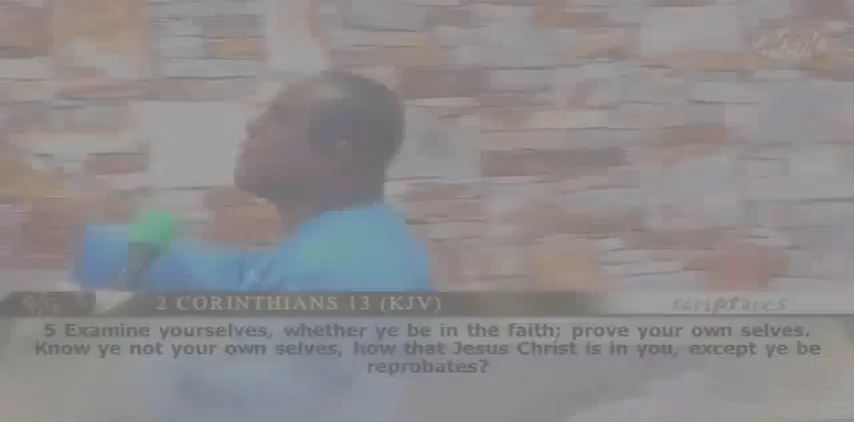 2 CORINTHIANS 13 (KJV)
scriptures
5 Examine yourselves, whether ye be in the faith; prove your own selves.
Know ye not your own selves, how that Jesus Christ is in you, except ye be
reprobates?